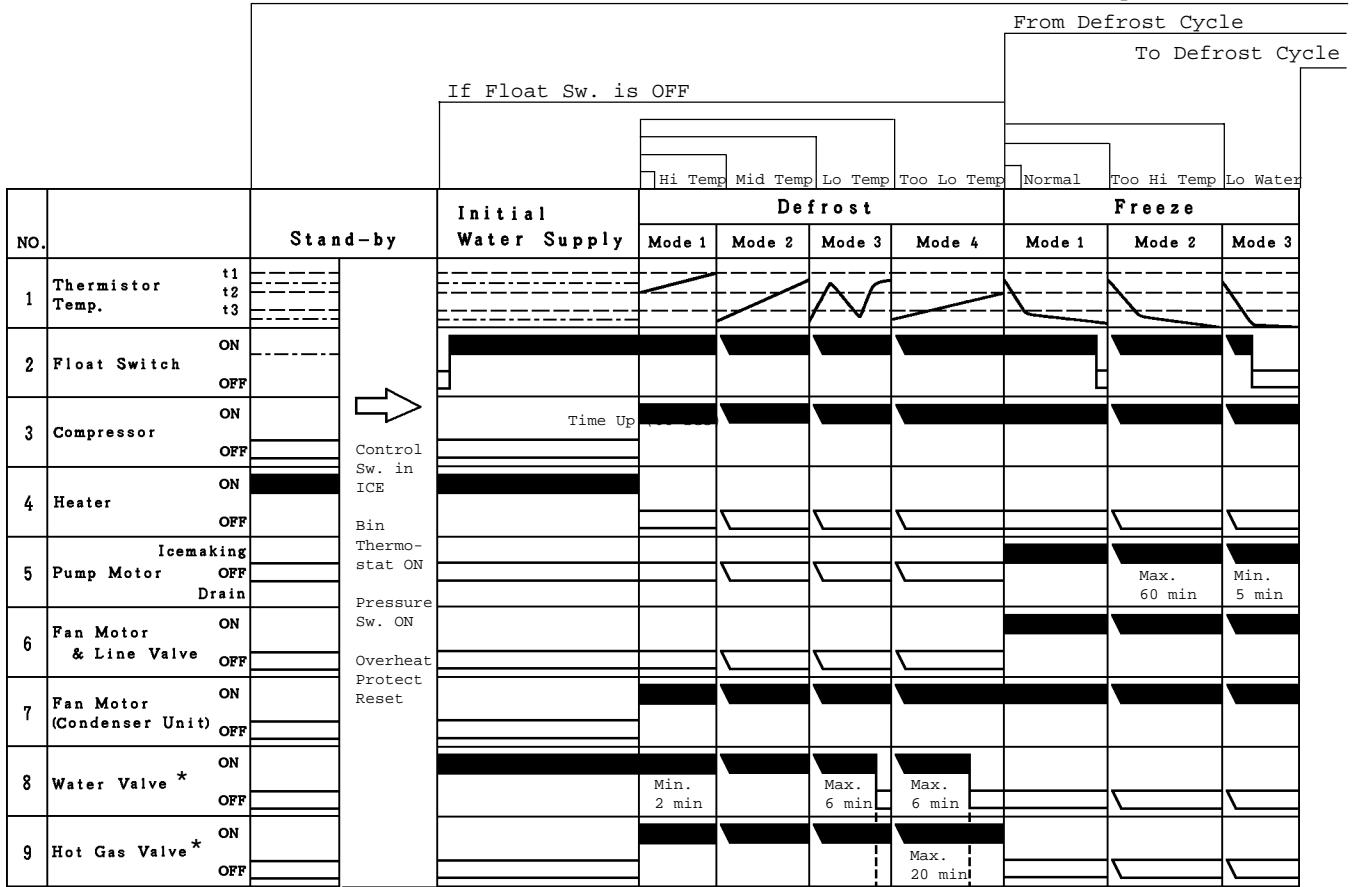 From Defrost Cycle
To Defrost Cycle
If Float Sw. is OFF
Hi Temp Mid Temp Lo Temp Too Lo Temp Normal Too Hi Temp Lo Water
NO. Stand-by Initial Water Supply Defrost Freeze
Mode 1 Mode 2 Mode 3 Mode 4 Mode 1 Mode 2 Mode 3
1 Thermistor Temp. t1
t2
t3
2 Float Switch ON
OFF
3 Compressor ON
OFF
Time Up
4 Heater ON
OFF
Icemaking
5 Pump Motor OFF
Drain
Max.
60 min
Min.
5 min
6 Fan Motor
& Line Valve
ON
OFF
7 Fan Motor
(Condenser Unit)
ON
OFF
8 Water Valve * ON
OFF
Min.
2 min
Max.
6 min
Max.
6 min
9 Hot Gas Valve * ON
OFF
Max.
20 min
Control
Sw. in
ICE
Bin
Thermo-
stat ON
Pressure
Sw. ON
Overheat
Protect
Reset